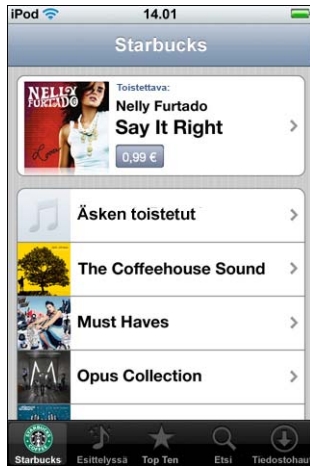 iPod 14.01
Starbucks
NELLY
FURTADO
Toistettava:
Nelly Furtado
Say It Right
0,99 €
Äsken toistetut
The Coffeehouse Sound
Must Haves
Opus Collection
Starbucks Esittelyssä Top Ten Etsi Tiedostohaut